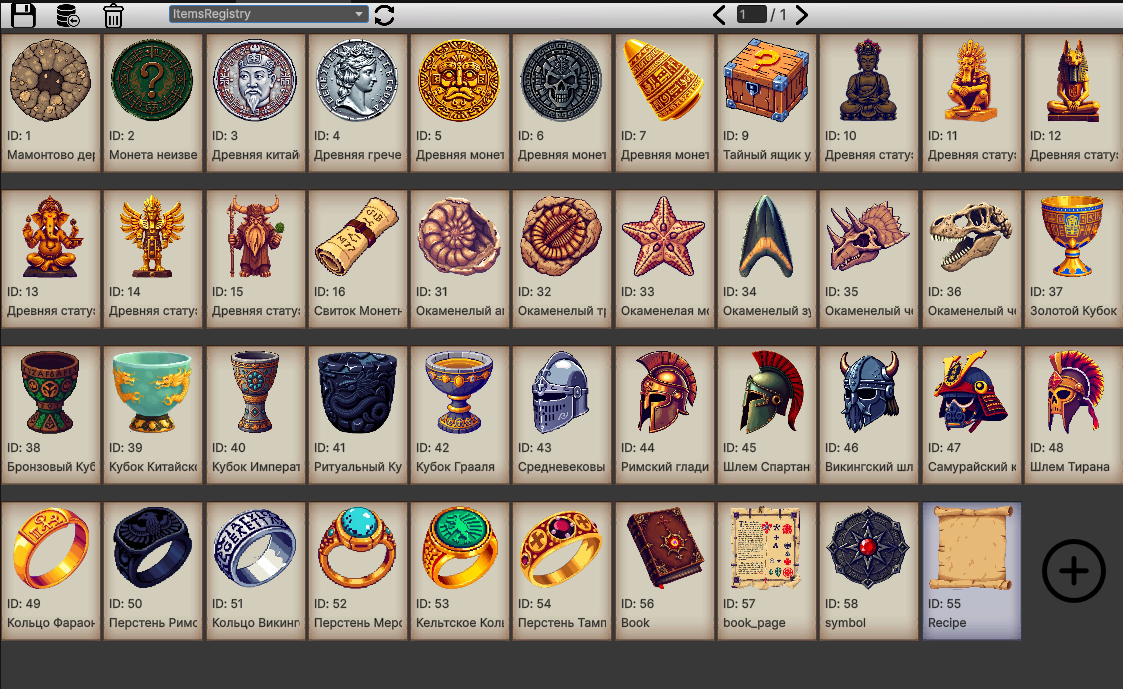 ItemsRegistry
1 / 1
ID: 1
Мамонтово дер
ID: 2
Монета неизве
ID: 3
Древняя китай
ID: 4
Древняя грече
ID: 5
Древняя монет
ID: 6
Древняя монет
ID: 7
Древняя монет
ID: 9
Тайный ящик у
ID: 10
Древняя стату
ID: 11
Древняя стату
ID: 12
Древняя стату
ID: 13
Древняя стату
ID: 14
Древняя стату
ID: 15
Древняя стату
ID: 16
Свиток Монетн
ID: 31
Окаменелый а
ID: 32
Окаменелый т
ID: 33
Окаменелая мо
ID: 34
Окаменелый зу
ID: 35
Окаменелый че
ID: 36
Окаменелый че
ID: 37
Золотой Кубок
ID: 38
Бронзовый Куб
ID: 39
Кубок Китайск
ID: 40
Кубок Императ
ID: 41
Ритуальный Ку
ID: 42
Кубок Грааля
ID: 43
Средневековы
ID: 44
Римский глади
ID: 45
Шлем Спартан
ID: 46
Викингский шл
ID: 47
Самурайский к
ID: 48
Шлем Тирана
ID: 49
Кольцо Фараон
ID: 50
Перстень Римс
ID: 51
Кольцо Викинг
ID: 52
Перстень Меро
ID: 53
Кельтское Коль
ID: 54
Перстень Тамп
ID: 56
Book
ID: 57
book_page
ID: 58
symbol
ID: 55
Recipe